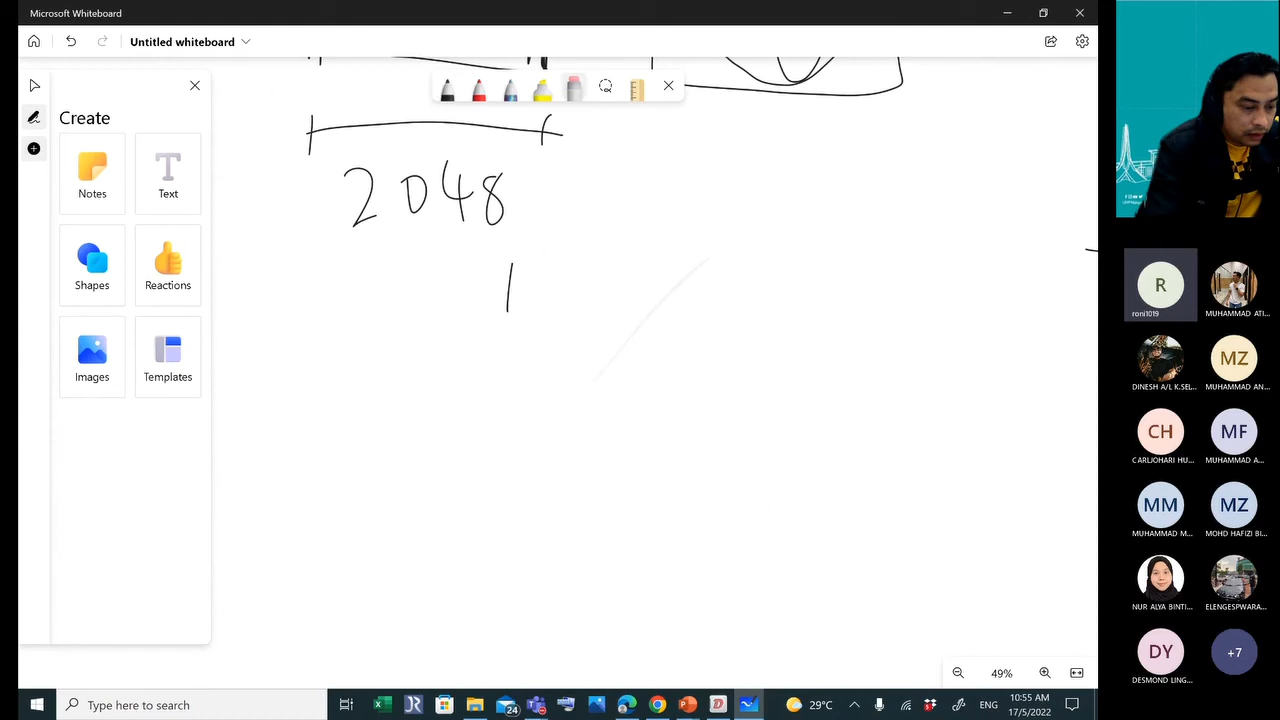 Microsoft Whiteboard
Untitled whiteboard
Create
Notes
Text
Shapes
Reactions
Images
Templates
2048
1
49%
R
roni1019
MUHAMMAD ATI...
DINESH A/L K.SEL...
MZ
MUHAMMAD AN...
CH
CARLJOHARI HU...
MF
MUHAMMAD A...
MM
MUHAMMAD M...
MZ
MOHD HAFIZI BI...
NUR ALYA BINTI...
ELENGESPWARA...
DY
DESMOND LING...
+7
Type here to search
24
29°C
ENG
10:55 AM
17/5/2022